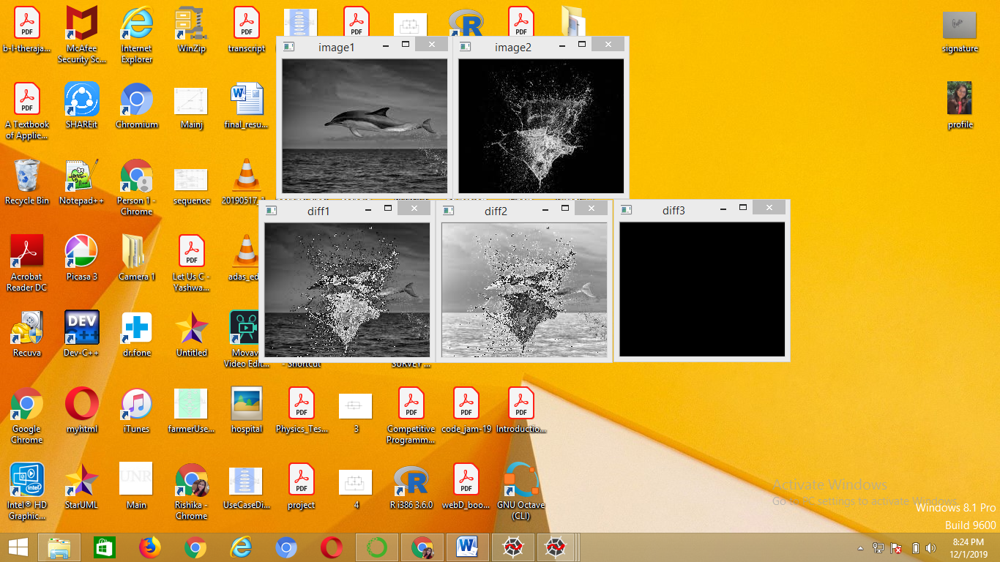 b-l-theraja...
McAfee
Security Sc...
Internet
Explorer
WinZip
transcript
signature
image1
image2
A Textbook
of Applie...
SHAREit
Chromium
Mainj
final_resu...
profile
Recycle Bin
Notepad++
Person 1 -
Chrome
sequence
20190517_1
diff1
diff2
diff3
Acrobat
Reader DC
Picasa 3
Camera 1
Let Us C -
Yashwa...
adas_ed
Recuva
DEV
Dev-C++
dr.fone
Untitled
Movav
Video Edit...
- Shortcut
SURVEY ...
Google
Chrome
myhtml
iTunes
farmerUse...
hospital
Physics_Tes...
3
Competitive
Programm...
code_jam-19
Introductio...
Intel® HD
Graphic...
StarUML
UNR
Main
Rishika -
Chrome
UseCaseDi...
project
4
R i386 3.6.0
webD_boo...
GNU Octave
(CLI)
Activate Windows
Go to PC settings to activate Windows.
Windows 8.1 Pro
Build 9600
8:24 PM
12/1/2019